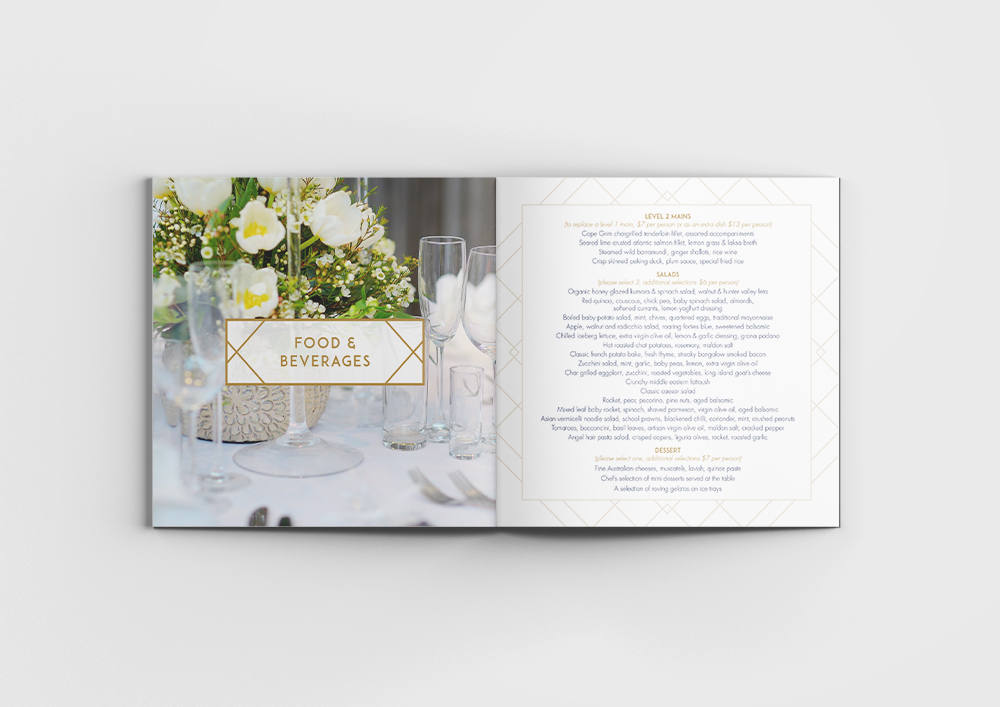 FOOD &
BEVERAGES
LEVEL 2 MAINS
(to replace a level 1 main, $7 per person or as an extra dish $13 per person)
Cape Grim chargrilled tenderloin fillet, assorted accompaniments
Seared lime crusted atlantic salmon fillet, lemon grass & laksa broth
Steamed wild barramundi, ginger shallots, rice wine
Crisp skinned peking duck, plum sauce, special fried rice
SALADS
(please select 3, additional selections $6 per person)
Organic honey glazed kumara & spinach salad, walnut & hunter valley feta
Red quinoa, couscous, chick pea, baby spinach salad, almonds,
softened currants, lemon yoghurt dressing
Boiled baby potato salad, mint, chives, quartered eggs, traditional mayonnaise
Apple, walnut and radicchio salad, roaring forties blue, sweetened balsamic
Chilled iceberg lettuce, extra virgin olive oil, lemon & garlic dressing, grana padano
Hot roasted chat potatoes, rosemary, maldon salt
Classic french potato bake, fresh thyme, streaky bangalow smoked bacon
Zucchini salad, mint, garlic, baby peas, lemon, extra virgin olive oil
Char grilled eggplant, zucchini, roasted vegetables, king island goat's cheese
Crunchy middle eastern fattoush
Classic caesar salad
Rocket, pear, pecorino, pine nuts, aged balsamic
Mixed leaf baby rocket, spinach, shaved parmesan, virgin olive oil, aged balsamic
Asian vermicelli noodle salad, school prawns, blackened chilli, coriander, mint, crushed peanuts
Tomatoes, bocconcini, basil leaves, artisan virgin olive oil, maldon salt, cracked pepper
Angel hair pasta salad, crisped capers, liguria olives, rocket, roasted garlic
DESSERT
(please select one, additional selections $7 per person)
Fine Australian cheeses, muscatels, lavosh, quince paste
Chef's selection of mini desserts served at the table
A selection of roving gelatos on ice trays